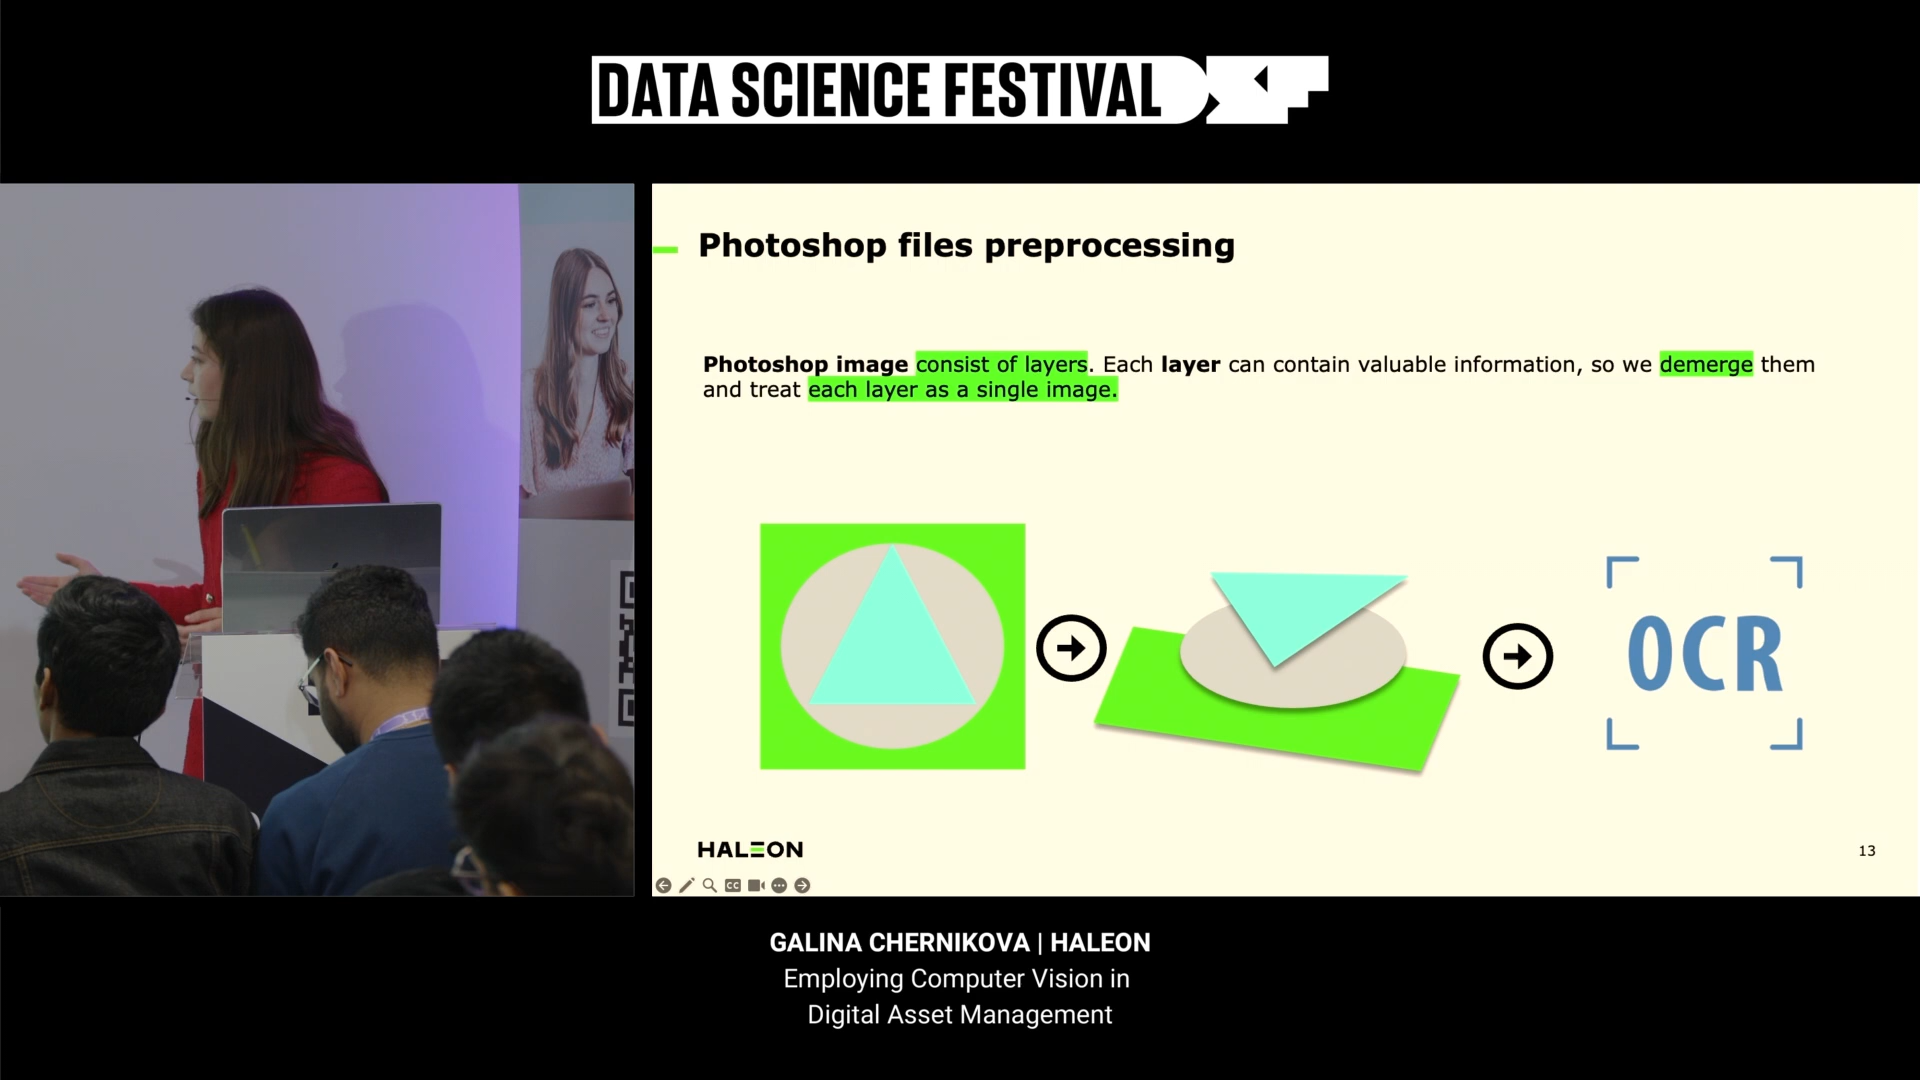 DATA SCIENCE FESTIVAL
Photoshop files preprocessing
Photoshop image consist of layers. Each layer can contain valuable information, so we demerge them
and treat each layer as a single image.
OCR
HALEON
13
CC
GALINA CHERNIKOVA | HALEON
Employing Computer Vision in
Digital Asset Management